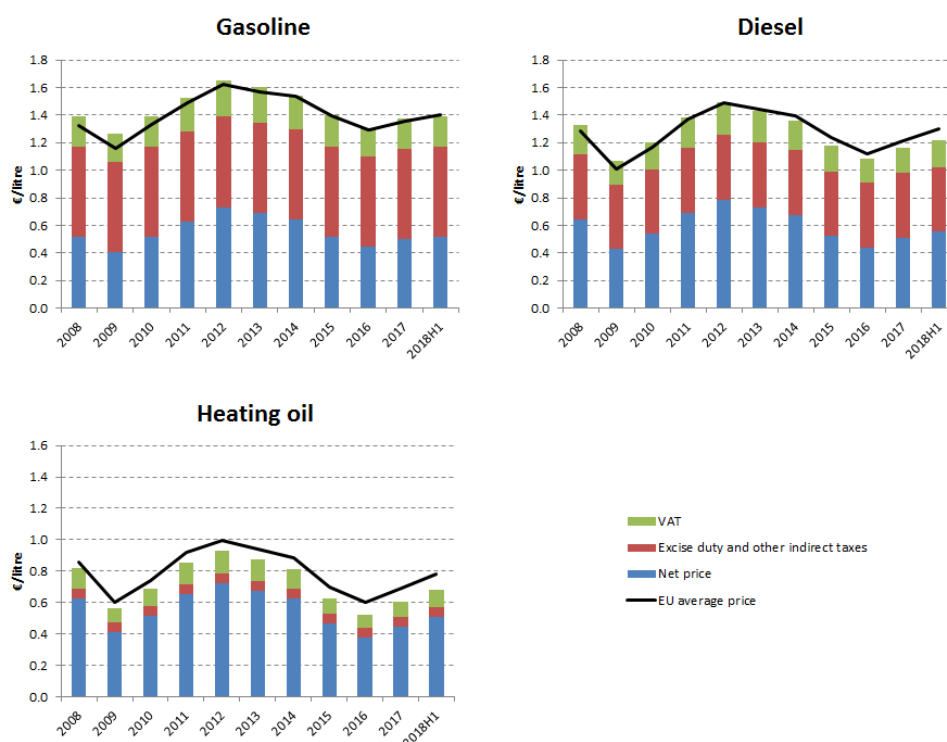 Gasoline
1.8
1.6
1.4
1.2
1.0
0.8
0.6
0.4
0.2
0.0
€/litre
2008 2009 2010 2011 2012 2013 2014 2015 2016 2017 2018H1
Diesel
1.8
1.6
1.4
1.2
1.0
0.8
0.6
0.4
0.2
0.0
€/litre
2008 2009 2010 2011 2012 2013 2014 2015 2016 2017 2018H1
Heating oil
1.6
1.4
1.2
1.0
0.8
0.6
0.4
0.2
0.0
€/litre
2008 2009 2010 2011 2012 2013 2014 2015 2016 2017 2018H1
VAT
Excise duty and other indirect taxes
Net price
EU average price